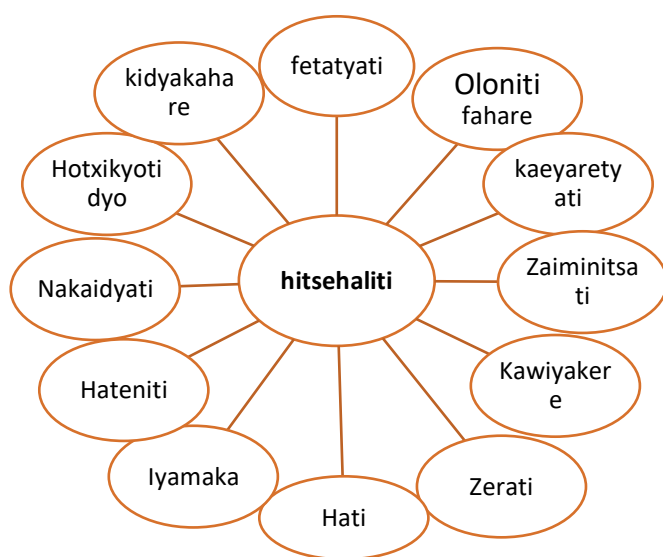 fetatyati
Oloniti
fahare
kaeyarety
ati
Zaiminitsa
ti
Kawiyaker
e
Zerati
Hati
Iyamaka
Hateniti
Nakaidyati
Hotxikyoti
dyo
kidyakaha
re
hitsehaliti